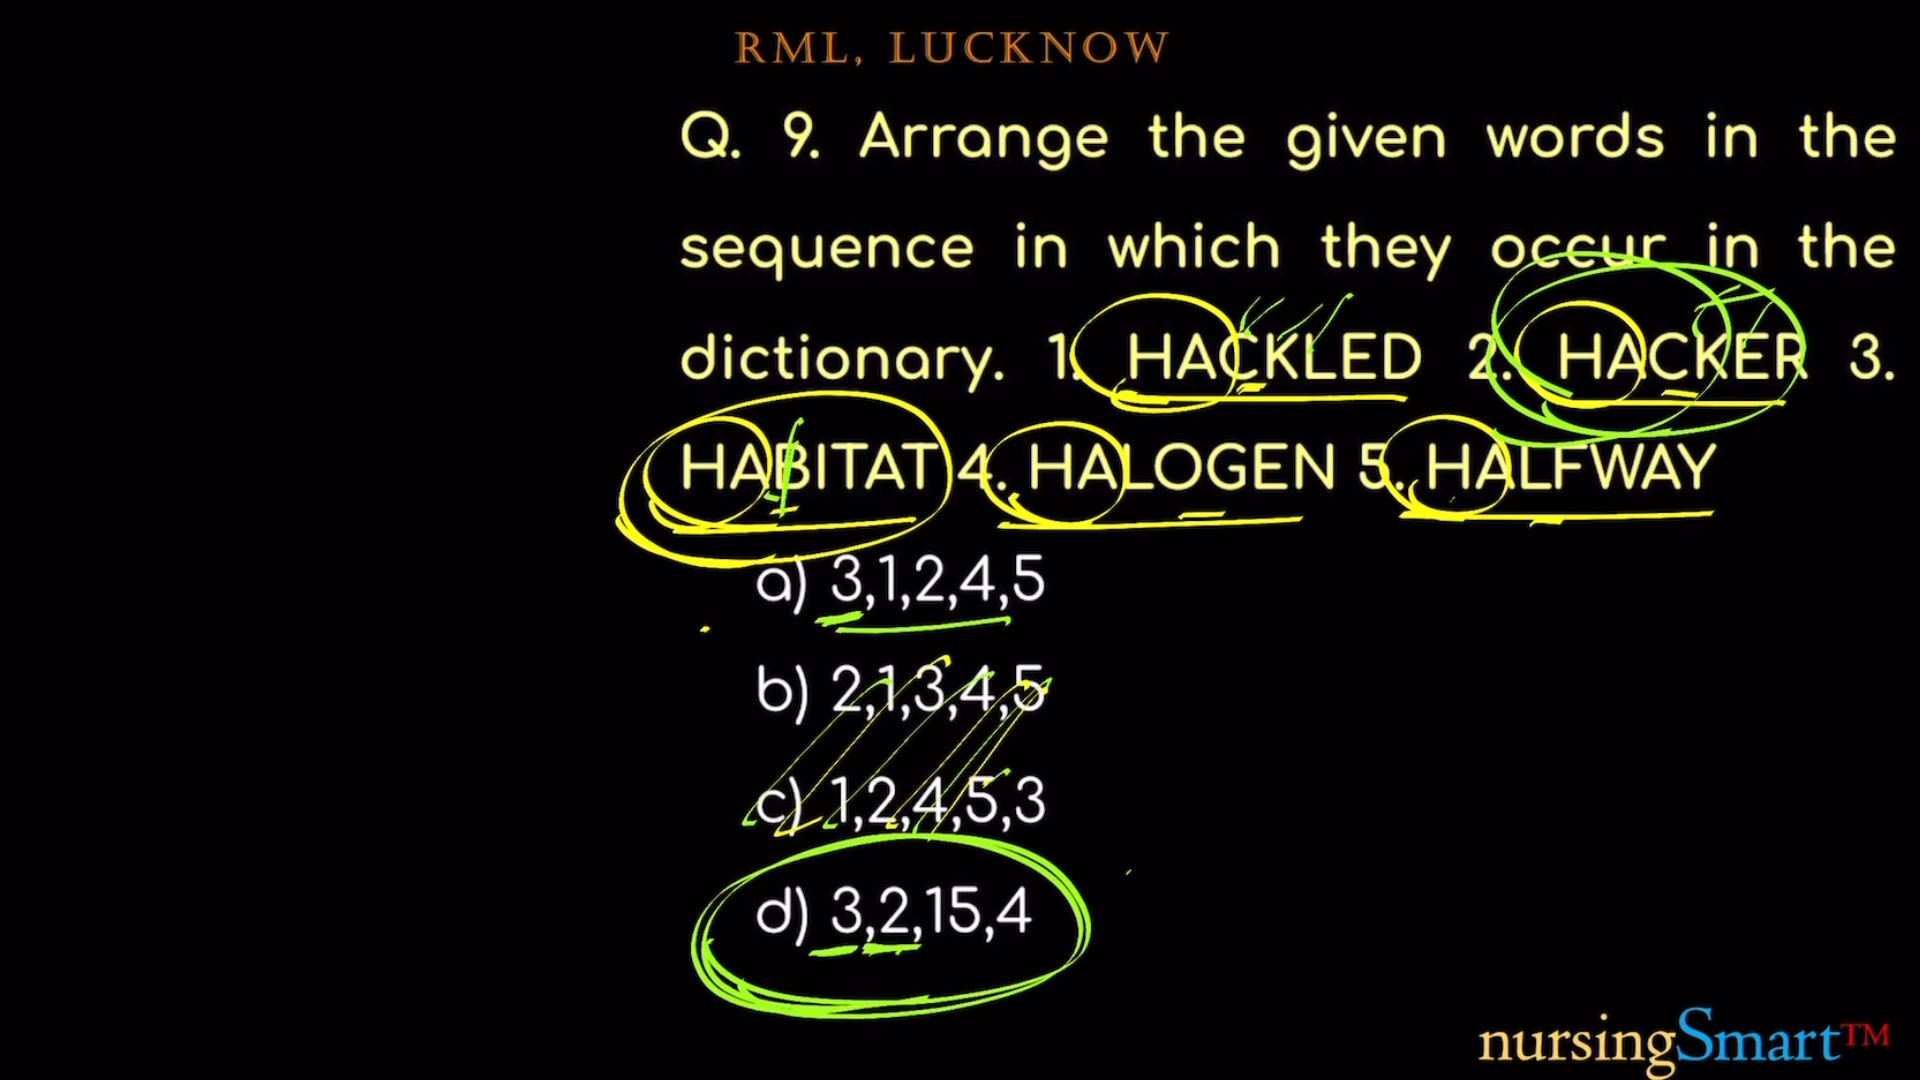 RML, LUCKNOW
Q. 9. Arrange the given words in the
sequence in which they occur in the
dictionary. 1. HACKLED 2. HACKER 3.
HABITAT 4. HALOGEN 5. HALFWAY
a) 3,1,2,4,5
b) 2,1,3,4,5
c) 1,2,4,5,3
d) 3,2,15,4
nursingSmart™